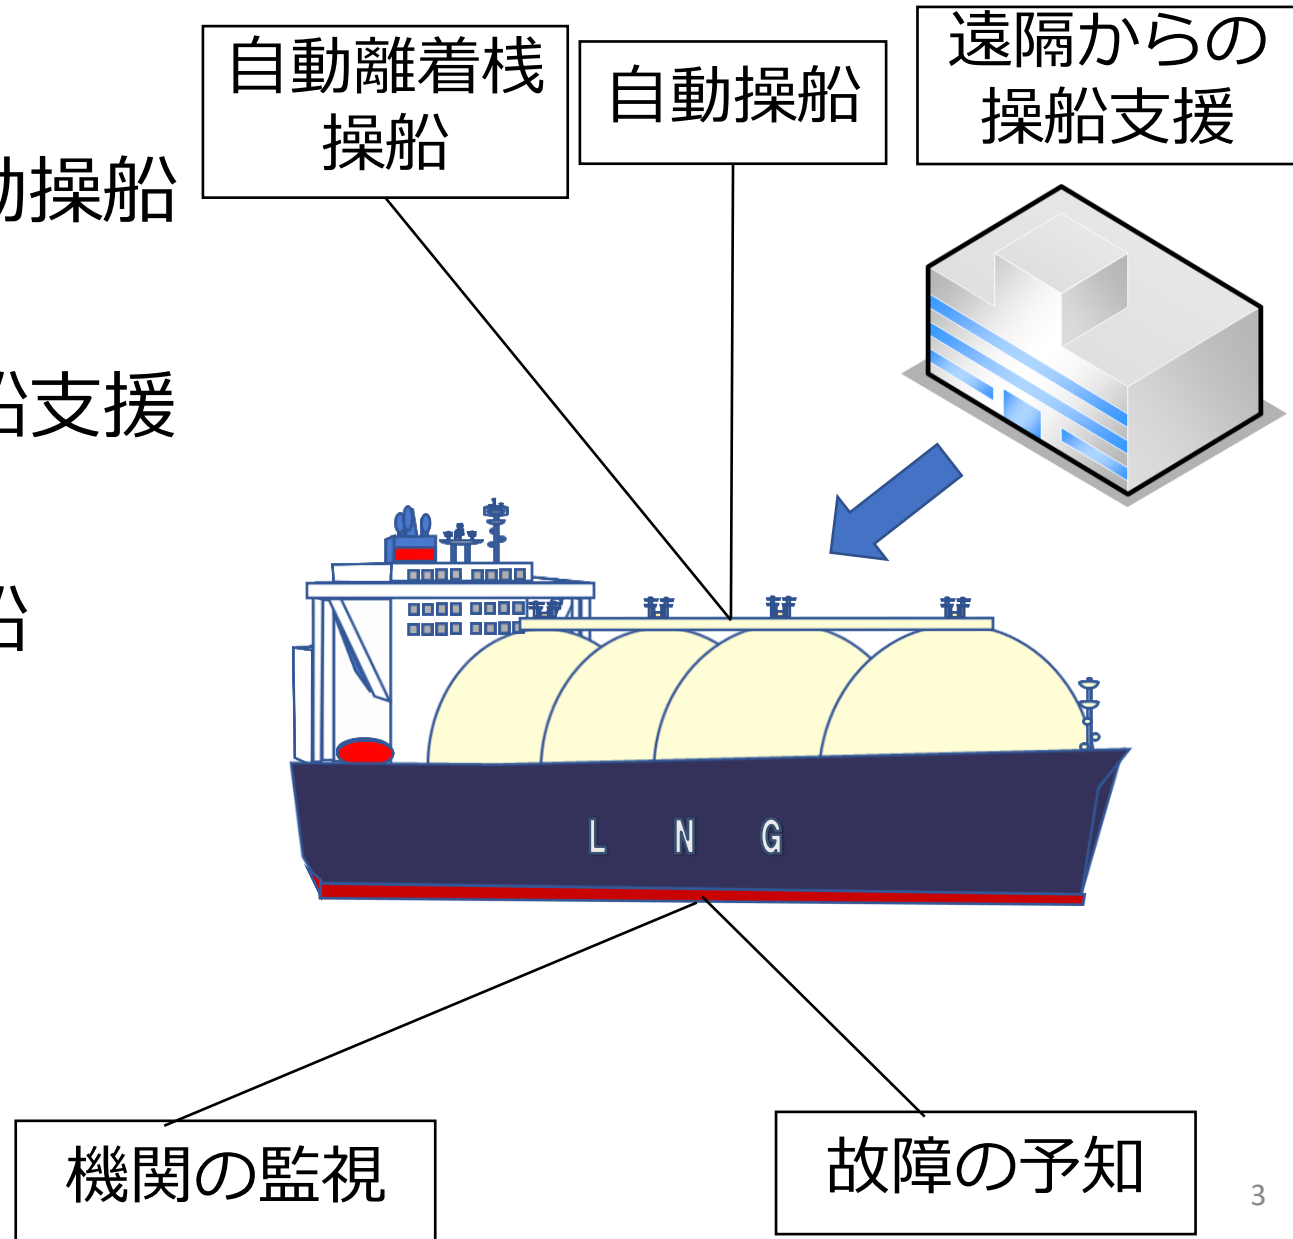 自動離着桟
操船
自動操船
遠隔からの
操船支援
動操船
船支援
船
L N G
機関の監視
故障の予知
3